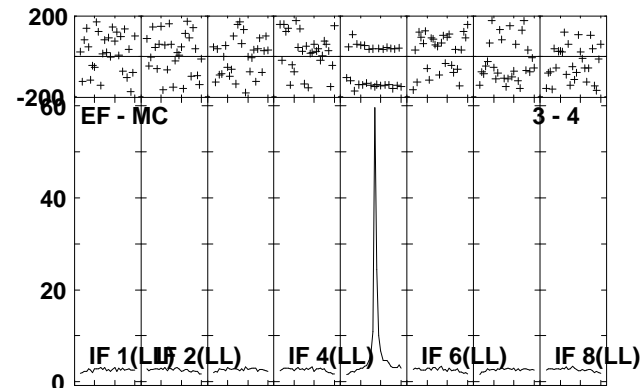 200
-200
60
EF - MC
3 - 4
40
20
IF 1(LL)
IF 2(LL)
IF 4(LL)
IF 6(LL)
IF 8(LL)
0